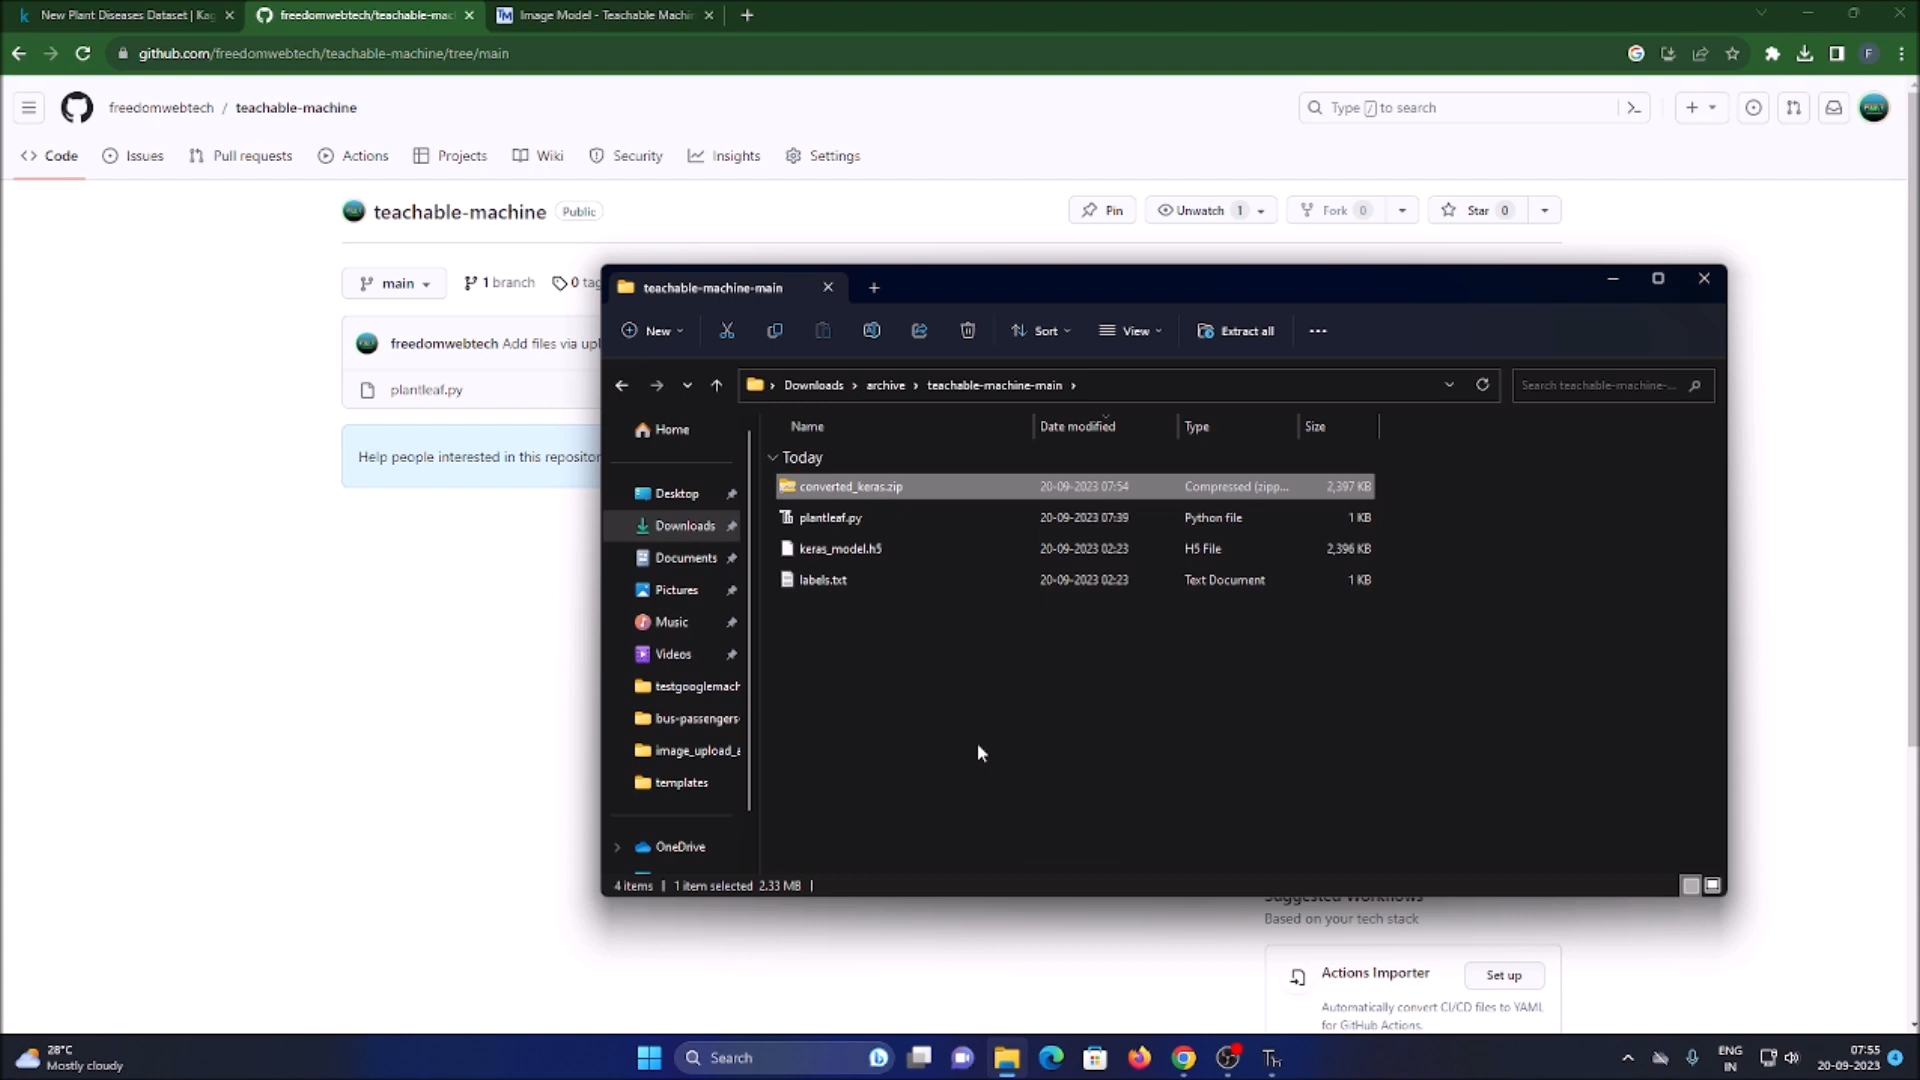 New Plant Diseases Dataset | Kag
freedomwebtech/teachable-mac
Image Model - Teachable Machin
github.com/freedomwebtech/teachable-machine/tree/main
F
freedomwebtech / teachable-machine
Type / to search
Code
Issues
Pull requests
Actions
Projects
Wiki
Security
Insights
Settings
teachable-machine
Public
Pin
Unwatch 1
Fork 0
Star 0
main
1 branch
0 tag
freedomwebtech Add files via upl
plantleaf.py
Help people interested in this repositor
teachable-machine-main
New
Sort
View
Extract all
Downloads > archive > teachable-machine-main >
Search teachable-machine-...
Name
Date modified
Type
Size
Today
converted_keras.zip 20-09-2023 07:54 Compressed (zipp... 2,397 KB
plantleaf.py 20-09-2023 07:39 Python file 1 KB
keras_model.h5 20-09-2023 02:23 H5 File 2,396 KB
labels.txt 20-09-2023 02:23 Text Document 1 KB
Home
Desktop
Downloads
Documents
Pictures
Music
Videos
testgooglemach
bus-passengers-
image_upload_a
templates
OneDrive
4 items | 1 item selected 2.33 MB |
Suggested Workflows
Based on your tech stack
Actions Importer
Set up
Automatically convert CI/CD files to YAML
for GitHub Actions.
28°C
Mostly cloudy
Search
ENG
IN
07:55
20-09-2023
4